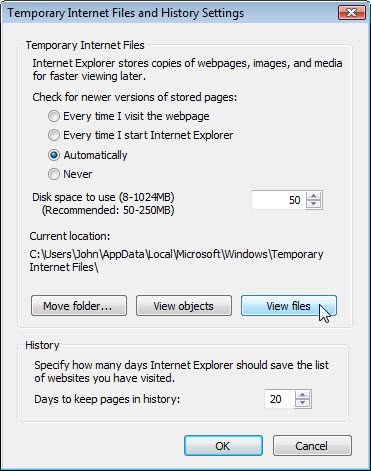 Temporary Internet Files and History Settings
Temporary Internet Files
Internet Explorer stores copies of webpages, images, and media
for faster viewing later.
Check for newer versions of stored pages:
Every time I visit the webpage
Every time I start Internet Explorer
Automatically
Never
Disk space to use (8-1024MB)
(Recommended: 50-250MB)
50
Current location:
C:\Users\John\AppData\Local\Microsoft\Windows\Temporary
Internet Files\
Move folder... View objects View files
History
Specify how many days Internet Explorer should save the list
of websites you have visited.
Days to keep pages in history: 20
OK Cancel